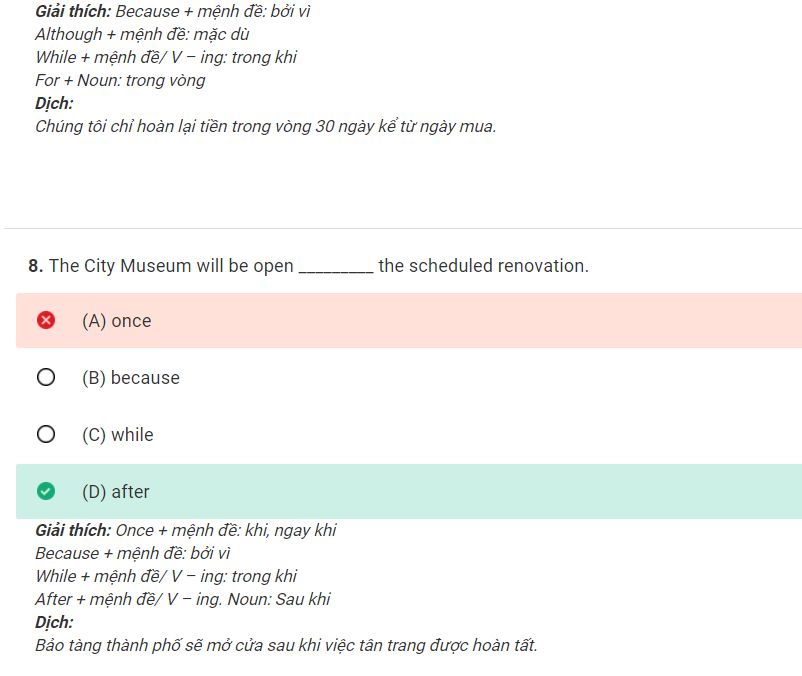 Giải thích: Because + mệnh đề: bởi vì
Although + mệnh đề: mặc dù
While + mệnh đề/ V – ing: trong khi
For + Noun: trong vòng
Dịch:
Chúng tôi chỉ hoàn lại tiền trong vòng 30 ngày kể từ ngày mua.
8. The City Museum will be open _________ the scheduled renovation.
(A) once
(B) because
(C) while
(D) after
Giải thích: Once + mệnh đề: khi, ngay khi
Because + mệnh đề: bởi vì
While + mệnh đề/ V – ing: trong khi
After + mệnh đề/ V – ing. Noun: Sau khi
Dịch:
Bảo tàng thành phố sẽ mở cửa sau khi việc tân trang được hoàn tất.